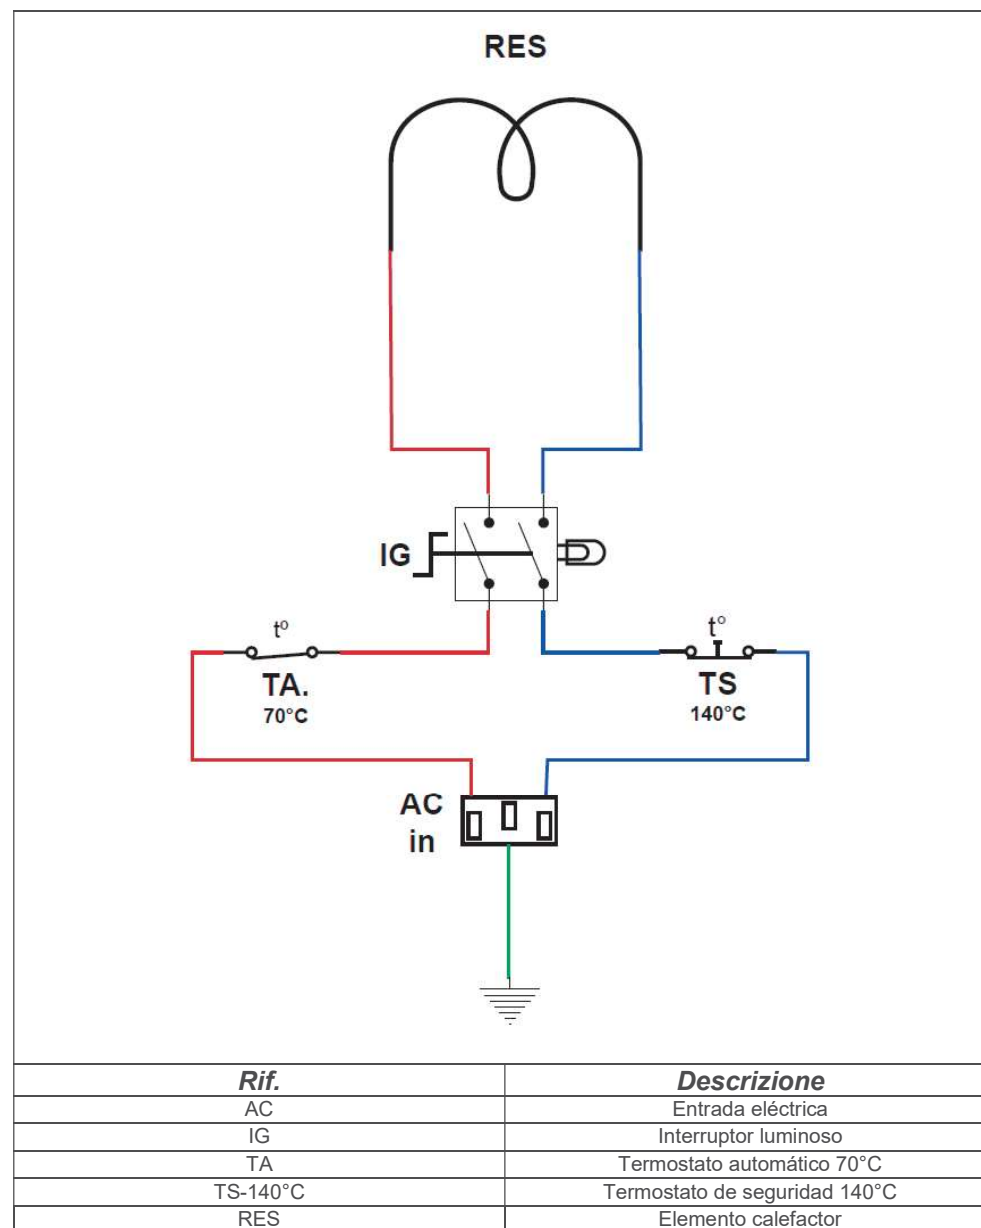 RES
IG
tº
TA.
70°C
t°
TS
140°C
AC
in
Rif. Descrizione
AC Entrada eléctrica
IG Interruptor luminoso
TA Termostato automático 70°C
TS-140°C Termostato de seguridad 140°C
RES Elemento calefactor